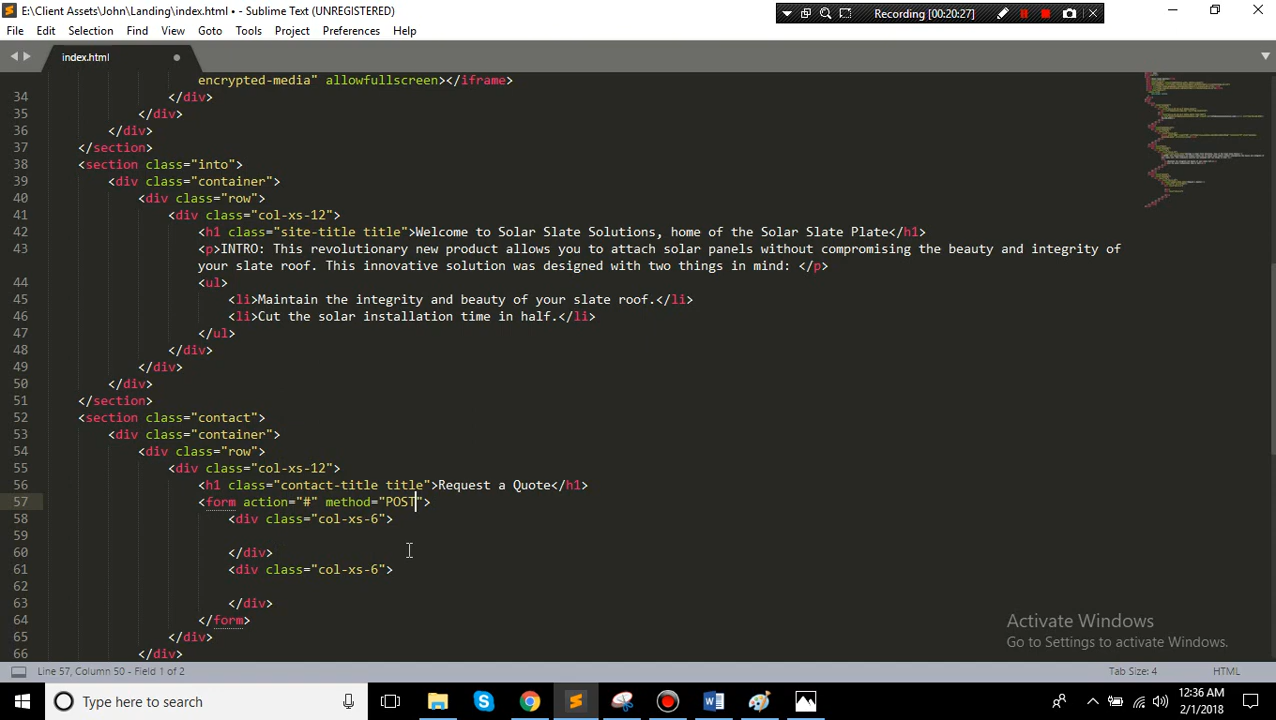 E:\Client Assets\John\Landing\index.html • - Sublime Text (UNREGISTERED)
Recording [00:20:27]
File Edit Selection Find View Goto Tools Project Preferences Help
index.html
encrypted-media" allowfullscreen></iframe>
34 </div>
35 </div>
36 </div>
37 </section>
38 <section class="into">
39 <div class="container">
40 <div class="row">
41 <div class="col-xs-12">
42 <h1 class="site-title title">Welcome to Solar Slate Solutions, home of the Solar Slate Plate</h1>
43 <p>INTRO: This revolutionary new product allows you to attach solar panels without compromising the beauty and integrity of
your slate roof. This innovative solution was designed with two things in mind: </p>
44 <ul>
45 <li>Maintain the integrity and beauty of your slate roof.</li>
46 <li>Cut the solar installation time in half.</li>
47 </ul>
48 </div>
49 </div>
50 </div>
51 </section>
52 <section class="contact">
53 <div class="container">
54 <div class="row">
55 <div class="col-xs-12">
56 <h1 class="contact-title title">Request a Quote</h1>
57 <form action="#" method="POST">
58 <div class="col-xs-6">
59
60 </div>
61 <div class="col-xs-6">
62
63 </div>
64 </form>
65 </div>
66 </div>
Activate Windows
Go to Settings to activate Windows.
Line 57, Column 50 - Field 1 of 2
Tab Size: 4
HTML
Type here to search
12:36 AM
2/1/2018